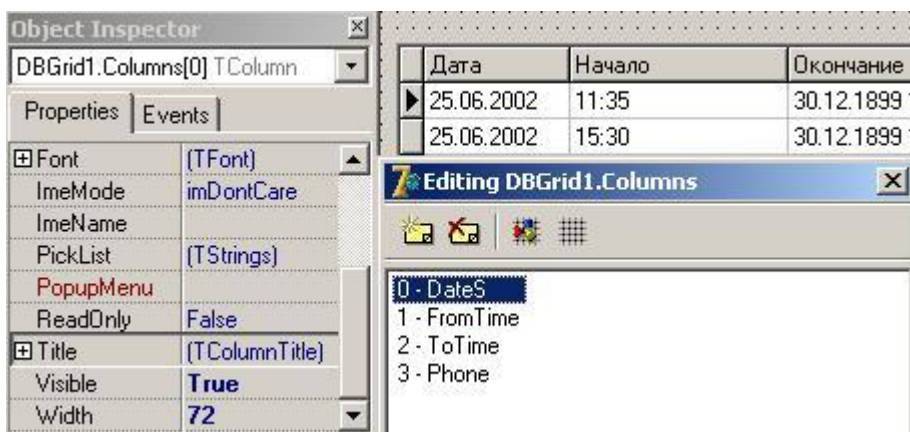 Object Inspector
DBGrid1.Columns[0] TColumn
Properties Events
Font (TFont)
ImeMode imDontCare
ImeName
PickList (TStrings)
PopupMenu
ReadOnly False
Title (TColumnTitle)
Visible True
Width 72
Дата Начало Окончание
25.06.2002 11:35 30.12.1899
25.06.2002 15:30 30.12.1899
Editing DBGrid1.Columns
0 - DateS
1 - FromTime
2 - ToTime
3 - Phone